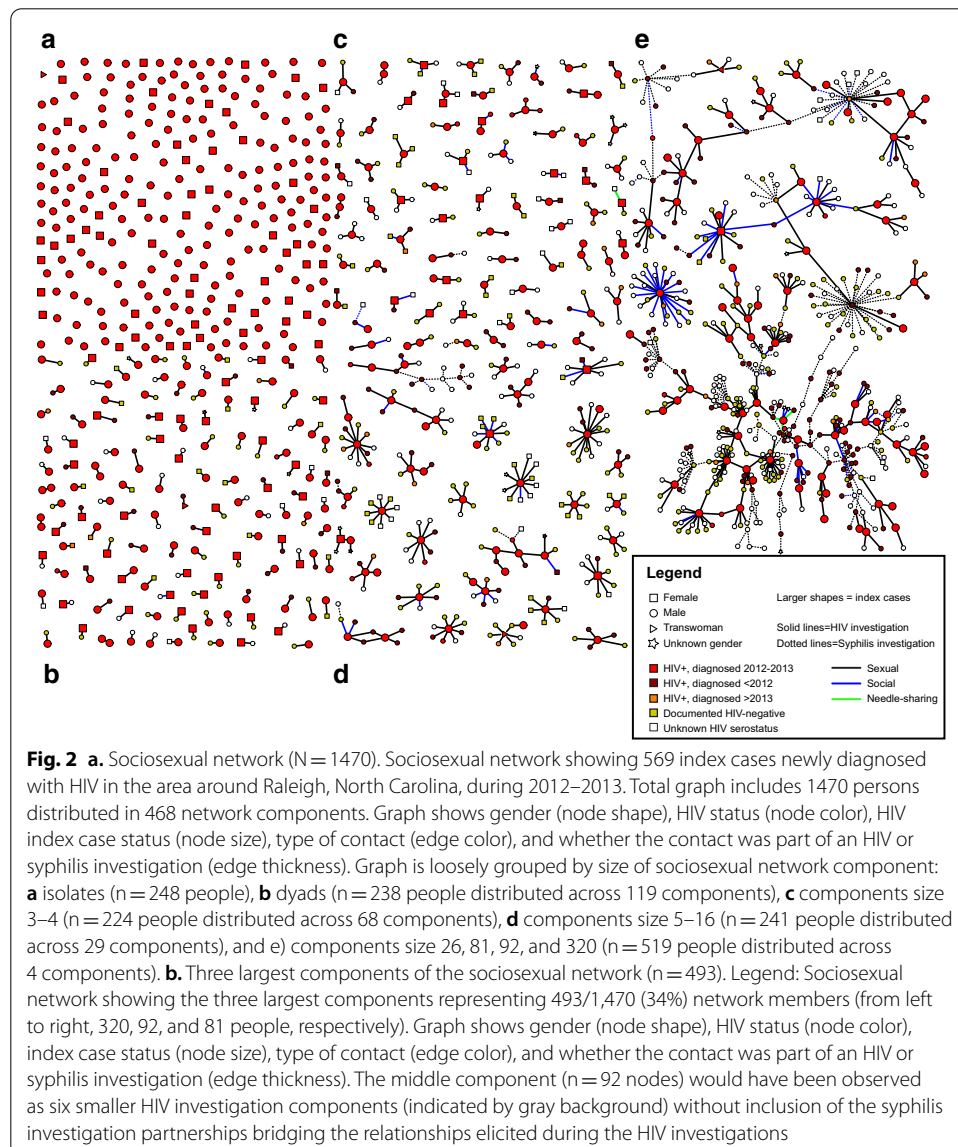 a
c
e
b
d
Legend
Female
Male
Transwoman
Unknown gender
Larger shapes = index cases
Solid lines=HIV investigation
Dotted lines=Syphilis investigation
HIV+, diagnosed 2012-2013
HIV+, diagnosed <2012
HIV+, diagnosed >2013
Documented HIV-negative
Unknown HIV serostatus
Sexual
Social
Needle-sharing
Fig. 2 a. Sociosexual network (N = 1470). Sociosexual network showing 569 index cases newly diagnosed
with HIV in the area around Raleigh, North Carolina, during 2012–2013. Total graph includes 1470 persons
distributed in 468 network components. Graph shows gender (node shape), HIV status (node color), HIV
index case status (node size), type of contact (edge color), and whether the contact was part of an HIV or
syphilis investigation (edge thickness). Graph is loosely grouped by size of sociosexual network component:
a isolates (n = 248 people), b dyads (n = 238 people distributed across 119 components), c components size
3–4 (n = 224 people distributed across 68 components), d components size 5–16 (n = 241 people distributed
across 29 components), and e) components size 26, 81, 92, and 320 (n = 519 people distributed across
4 components). b. Three largest components of the sociosexual network (n = 493). Legend: Sociosexual
network showing the three largest components representing 493/1,470 (34%) network members (from left
to right, 320, 92, and 81 people, respectively). Graph shows gender (node shape), HIV status (node color),
index case status (node size), type of contact (edge color), and whether the contact was part of an HIV or
syphilis investigation (edge thickness). The middle component (n = 92 nodes) would have been observed
as six smaller HIV investigation components (indicated by gray background) without inclusion of the syphilis
investigation partnerships bridging the relationships elicited during the HIV investigations